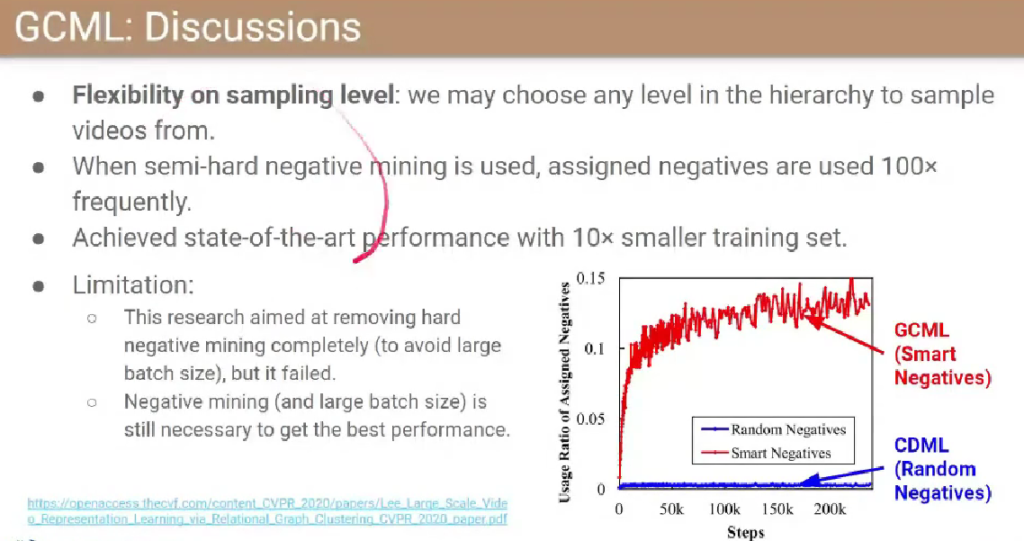 GCML: Discussions
● Flexibility on sampling level: we may choose any level in the hierarchy to sample
videos from.
● When semi-hard negative mining is used, assigned negatives are used 100×
frequently.
● Achieved state-of-the-art performance with 10× smaller training set.
● Limitation:
○ This research aimed at removing hard
negative mining completely (to avoid large
batch size), but it failed.
○ Negative mining (and large batch size) is
still necessary to get the best performance.
https://openaccess.thecvf.com/content_CVPR_2020/papers/Lee_Large_Scale_Vide
o_Representation_Learning_via_Relational_Graph_Clustering_CVPR_2020_paper.pdf
Usage Ratio of Assigned Negatives
0.15
0.1
0.05
0
0 50k 100k 150k 200k
Steps
Random Negatives
Smart Negatives
GCML
(Smart
Negatives)
CDML
(Random
Negatives)